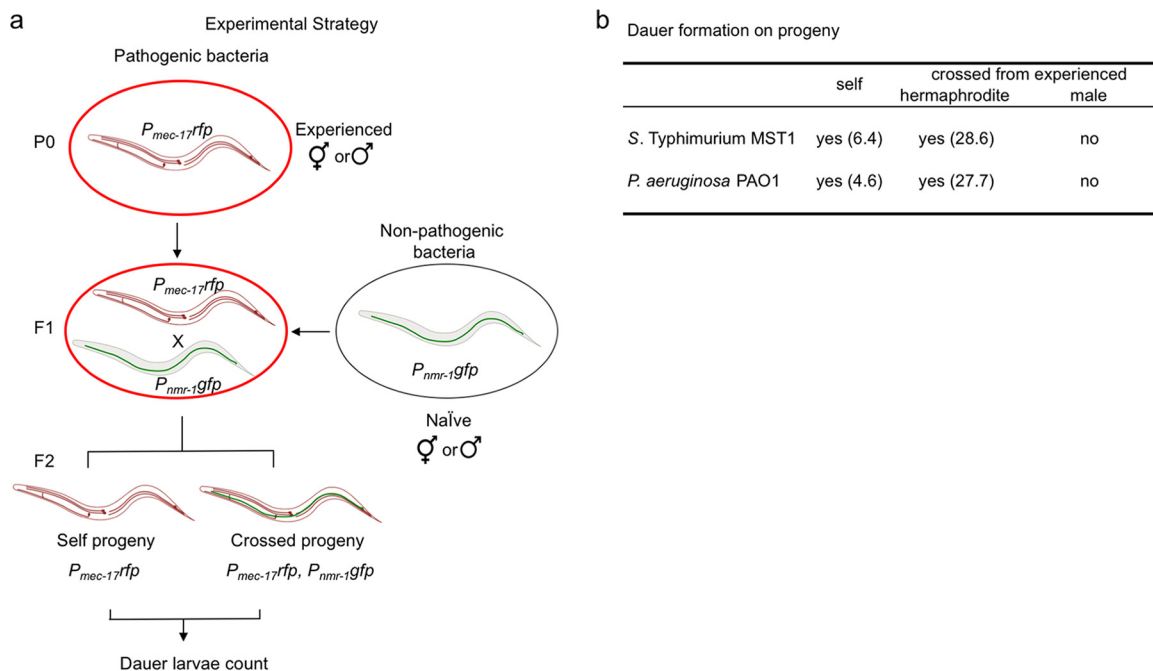 a
Experimental Strategy
Pathogenic bacteria
P0
Pmec-17rfp
Experienced
⚥ or ♂
F1
Pmec-17rfp
X
Pnmr-1gfp
Non-pathogenic
bacteria
Pnmr-1gfp
NaÏve
⚥ or ♂
F2
Self progeny
Pmec-17rfp
Crossed progeny
Pmec-17rfp, Pnmr-1gfp
Dauer larvae count
b
Dauer formation on progeny
self crossed from experienced
hermaphrodite male
S. Typhimurium MST1 yes (6.4) yes (28.6) no
P. aeruginosa PAO1 yes (4.6) yes (27.7) no